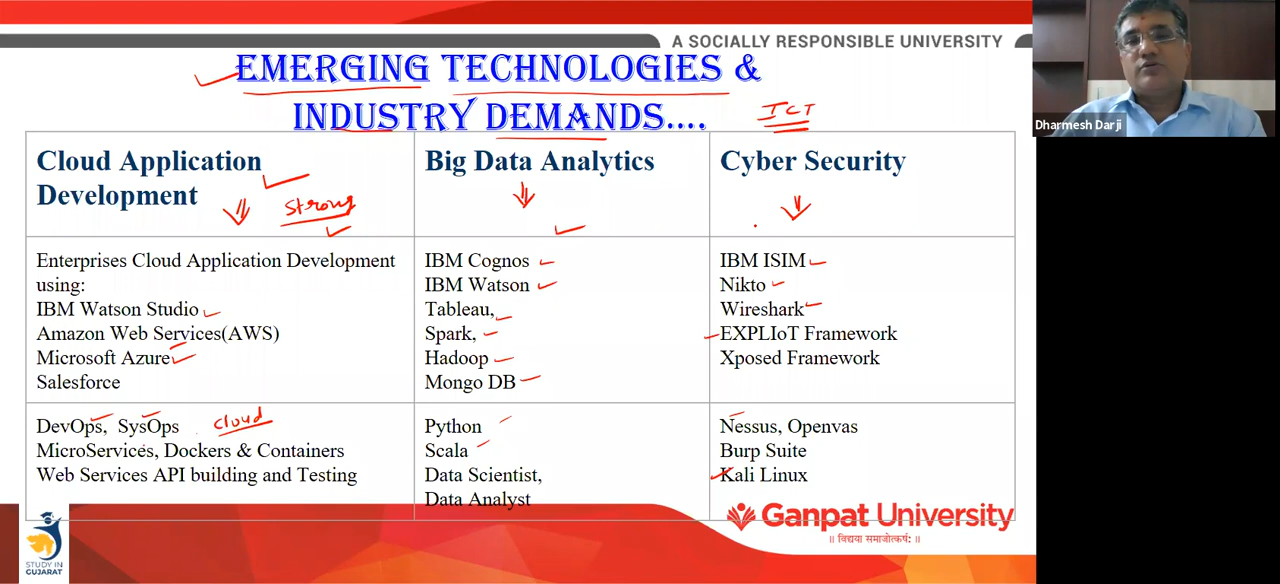 A SOCIALLY RESPONSIBLE UNIVERSITY
EMERGING TECHNOLOGIES &
INDUSTRY DEMANDS....
ICT
Dharmesh Darji
Cloud Application
Development
Strong
Big Data Analytics
Cyber Security
Enterprises Cloud Application Development
using:
IBM Watson Studio
Amazon Web Services(AWS)
Microsoft Azure
Salesforce
IBM Cognos
IBM Watson
Tableau,
Spark,
Hadoop
Mongo DB
IBM ISIM
Nikto
Wireshark
EXPLIoT Framework
Xposed Framework
DevOps, SysOps
cloud
MicroServices, Dockers & Containers
Web Services API building and Testing
Python
Scala
Data Scientist,
Data Analyst
Nessus, Openvas
Burp Suite
Kali Linux
Ganpat University
॥ विद्यया समाजोत्कर्षः ॥
STUDY IN
GUJARAT